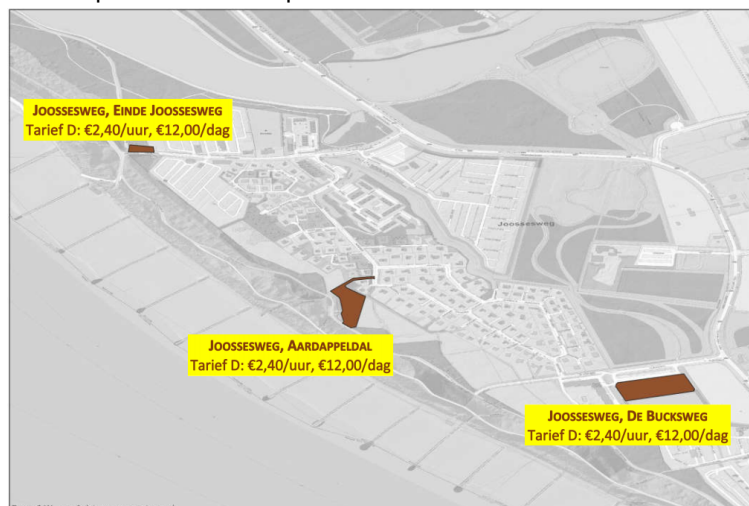 JOOSSESWEG, EINDE JOOSSESWEG
Tarief D: €2,40/uur, €12,00/dag
Joossesweg
JOOSSESWEG, AARDAPPELDAL
Tarief D: €2,40/uur, €12,00/dag
JOOSSESWEG, DE BUCKSWEG
Tarief D: €2,40/uur, €12,00/dag